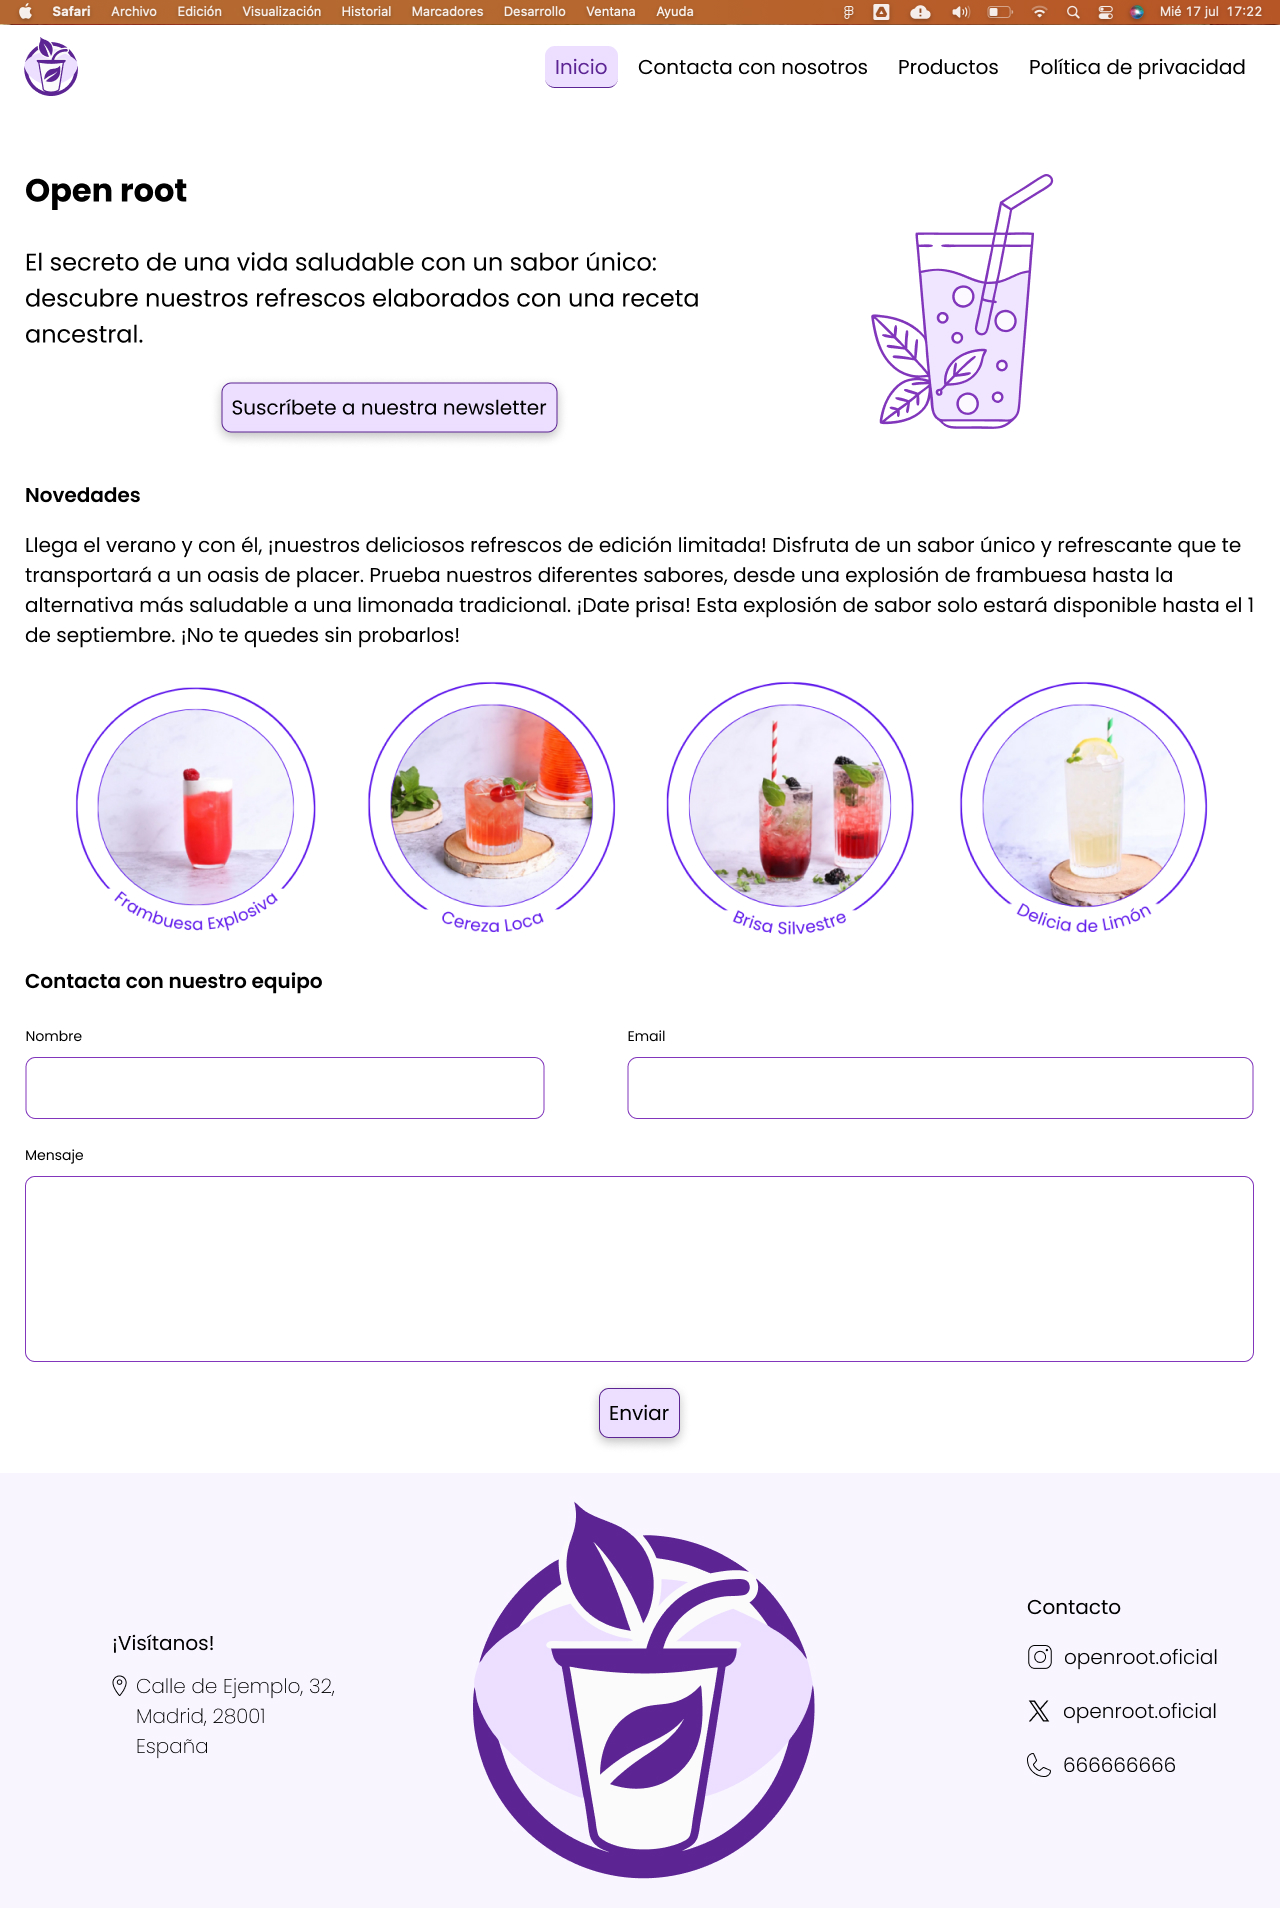 Safari Archivo Edición Visualización Historial Marcadores Desarrollo Ventana Ayuda Mié 17 jul 17:22
Inicio Contacta con nosotros Productos Política de privacidad
Open root
El secreto de una vida saludable con un sabor único:
descubre nuestros refrescos elaborados con una receta
ancestral.
Suscríbete a nuestra newsletter
Novedades
Llega el verano y con él, ¡nuestros deliciosos refrescos de edición limitada! Disfruta de un sabor único y refrescante que te
transportará a un oasis de placer. Prueba nuestros diferentes sabores, desde una explosión de frambuesa hasta la
alternativa más saludable a una limonada tradicional. ¡Date prisa! Esta explosión de sabor solo estará disponible hasta el 1
de septiembre. ¡No te quedes sin probarlos!
Frambuesa Explosiva
Cereza Loca
Brisa Silvestre
Delicia de Limón
Contacta con nuestro equipo
Nombre
Email
Mensaje
Enviar
¡Visítanos!
Calle de Ejemplo, 32,
Madrid, 28001
España
Contacto
openroot.oficial
openroot.oficial
666666666